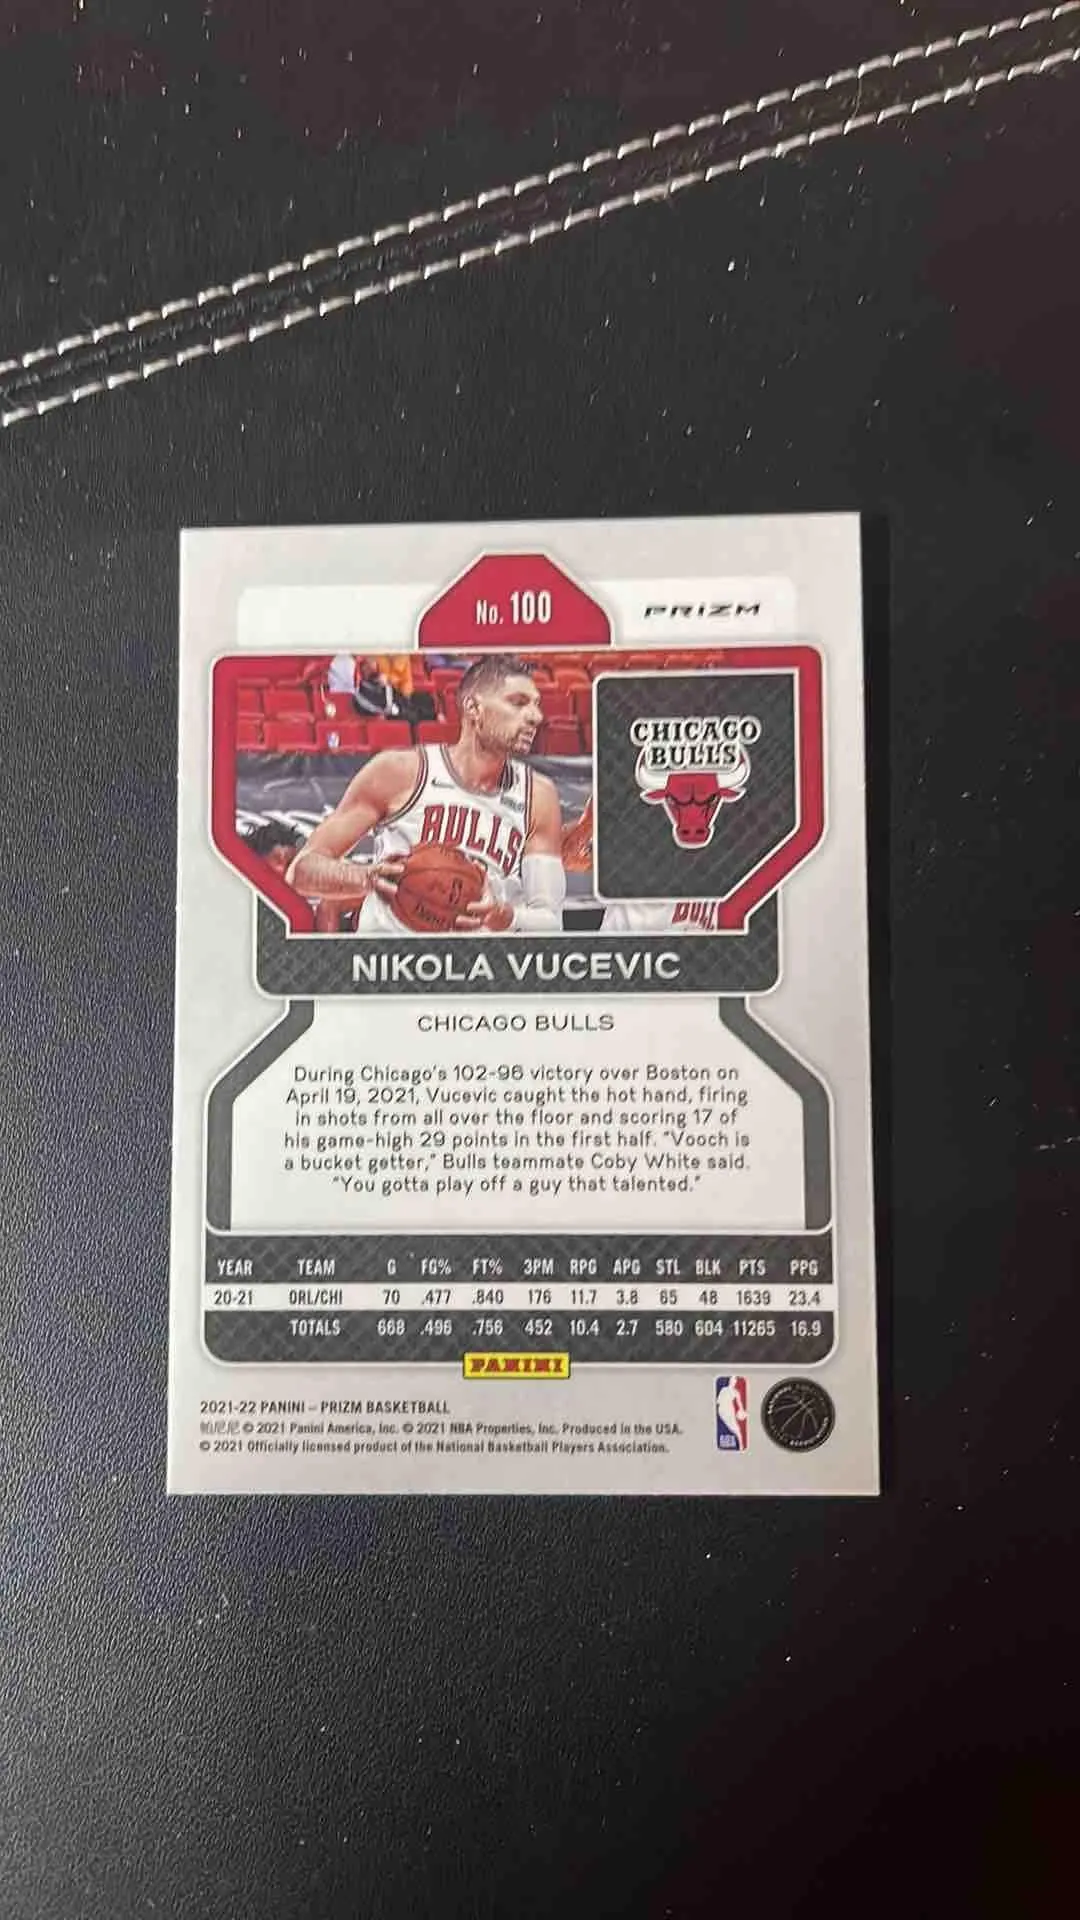 No. 100
PRIZM
CHICAGO
BULLS
BULLS
NIKOLA VUCEVIC
CHICAGO BULLS
During Chicago's 102-96 victory over Boston on
April 19, 2021, Vucevic caught the hot hand, firing
in shots from all over the floor and scoring 17 of
his game-high 29 points in the first half. "Vooch is
a bucket getter," Bulls teammate Coby White said.
"You gotta play off a guy that talented."
YEAR TEAM G FG% FT% 3PM RPG APG STL BLK PTS PPG
20-21 ORL/CHI 70 .477 .840 176 11.7 3.8 65 48 1639 23.4
TOTALS 668 .496 .756 452 10.4 2.7 580 604 11265 16.9
PANINI
2021-22 PANINI – PRIZM BASKETBALL
帕尼尼 © 2021 Panini America, Inc. © 2021 NBA Properties, Inc. Produced in the USA.
© 2021 Officially licensed product of the National Basketball Players Association.
NBA